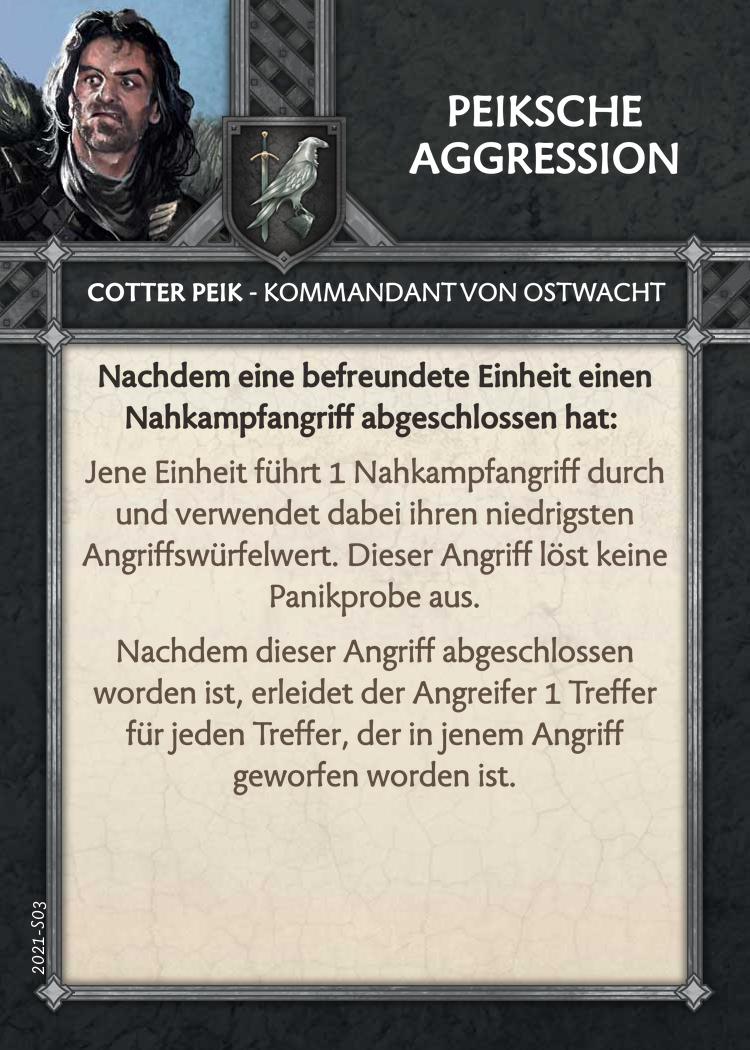 PEIKSCHE
AGGRESSION
COTTER PEIK - KOMMANDANT VON OSTWACHT
Nachdem eine befreundete Einheit einen
Nahkampfangriff abgeschlossen hat:
Jene Einheit führt 1 Nahkampfangriff durch
und verwendet dabei ihren niedrigsten
Angriffswürfelwert. Dieser Angriff löst keine
Panikprobe aus.
Nachdem dieser Angriff abgeschlossen
worden ist, erleidet der Angreifer 1 Treffer
für jeden Treffer, der in jenem Angriff
geworfen worden ist.
2021-S03